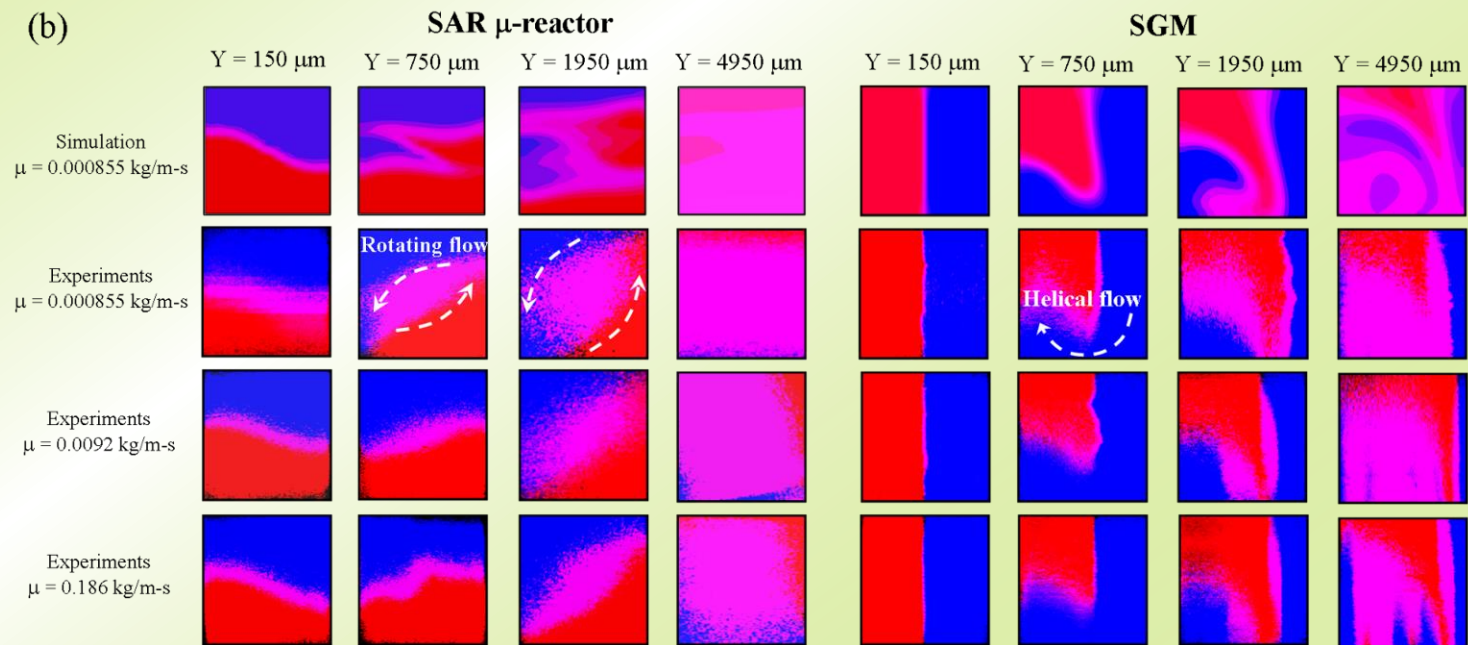 (b)
SAR μ-reactor
SGM
Y = 150 μm
Y = 750 μm
Y = 1950 μm
Y = 4950 μm
Y = 150 μm
Y = 750 μm
Y = 1950 μm
Y = 4950 μm
Simulation
μ = 0.000855 kg/m-s
Experiments
μ = 0.000855 kg/m-s
Rotating flow
Helical flow
Experiments
μ = 0.0092 kg/m-s
Experiments
μ = 0.186 kg/m-s